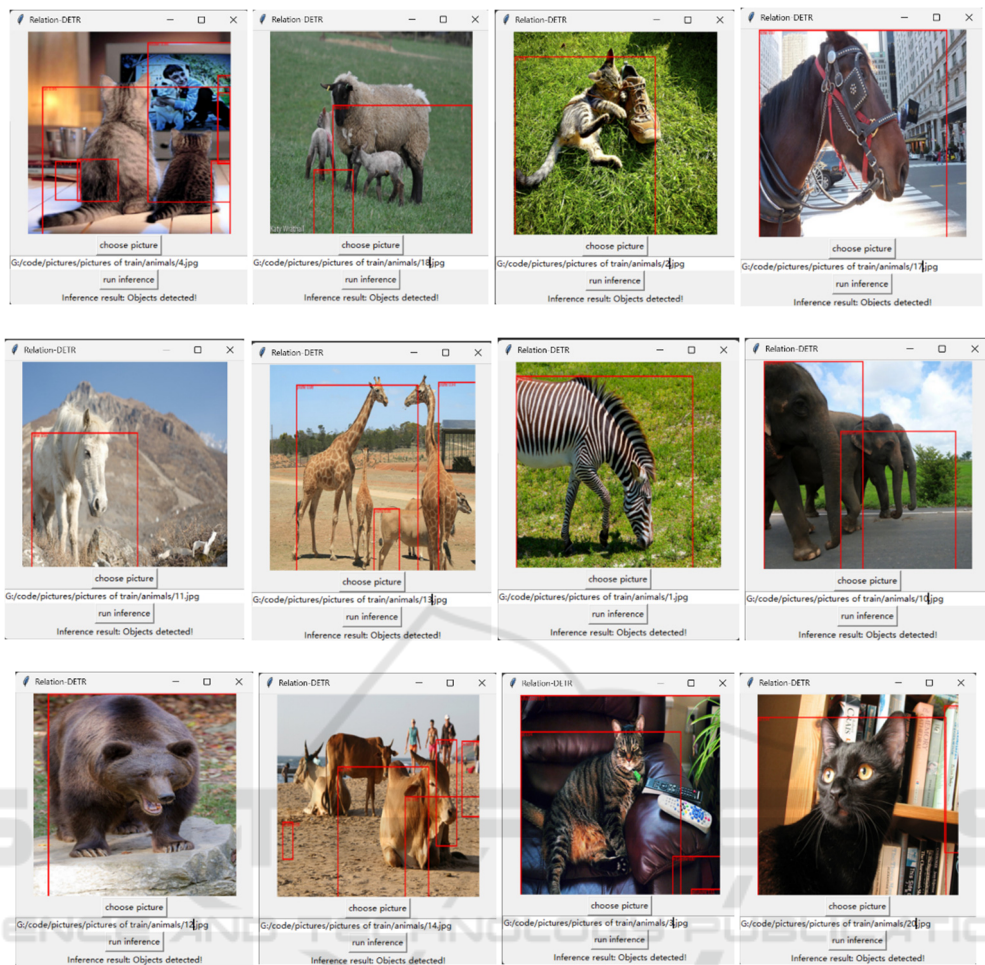 Relation-DETR
Relation-DETR
Relation-DETR
Relation-DETR
Katy Wrathall
choose picture
choose picture
choose picture
choose picture
G:/code/pictures/pictures of train/animals/4.jpg
G:/code/pictures/pictures of train/animals/18.jpg
G:/code/pictures/pictures of train/animals/2.jpg
G:/code/pictures/pictures of train/animals/17.jpg
run inference
run inference
run inference
run inference
Inference result: Objects detected!
Inference result: Objects detected!
Inference result: Objects detected!
Inference result: Objects detected!
Relation-DETR
Relation-DETR
Relation-DETR
Relation-DETR
choose picture
choose picture
choose picture
choose picture
G:/code/pictures/pictures of train/animals/11.jpg
G:/code/pictures/pictures of train/animals/13.jpg
G:/code/pictures/pictures of train/animals/1.jpg
G:/code/pictures/pictures of train/animals/10.jpg
run inference
run inference
run inference
run inference
Inference result: Objects detected!
Inference result: Objects detected!
Inference result: Objects detected!
Inference result: Objects detected!
Relation-DETR
Relation-DETR
Relation-DETR
Relation-DETR
choose picture
choose picture
choose picture
choose picture
G:/code/pictures/pictures of train/animals/12.jpg
G:/code/pictures/pictures of train/animals/14.jpg
G:/code/pictures/pictures of train/animals/3.jpg
G:/code/pictures/pictures of train/animals/20.jpg
run inference
run inference
run inference
run inference
Inference result: Objects detected!
Inference result: Objects detected!
Inference result: Objects detected!
Inference result: Objects detected!